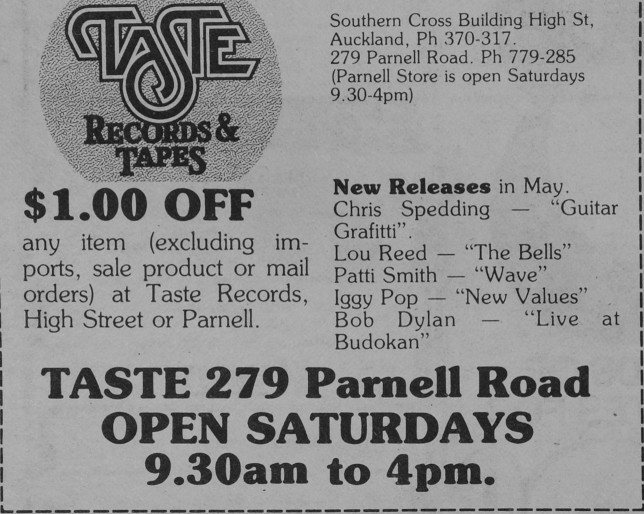 TASTE
RECORDS &
TAPES
Southern Cross Building High St,
Auckland, Ph 370-317.
279 Parnell Road. Ph 779-285
(Parnell Store is open Saturdays
9.30-4pm)
$1.00 OFF
any item (excluding im-
ports, sale product or mail
orders) at Taste Records,
High Street or Parnell.
New Releases in May.
Chris Spedding — “Guitar
Grafitti”.
Lou Reed — “The Bells”
Patti Smith — “Wave”
Iggy Pop — “New Values”
Bob Dylan — “Live at
Budokan”
TASTE 279 Parnell Road
OPEN SATURDAYS
9.30am to 4pm.